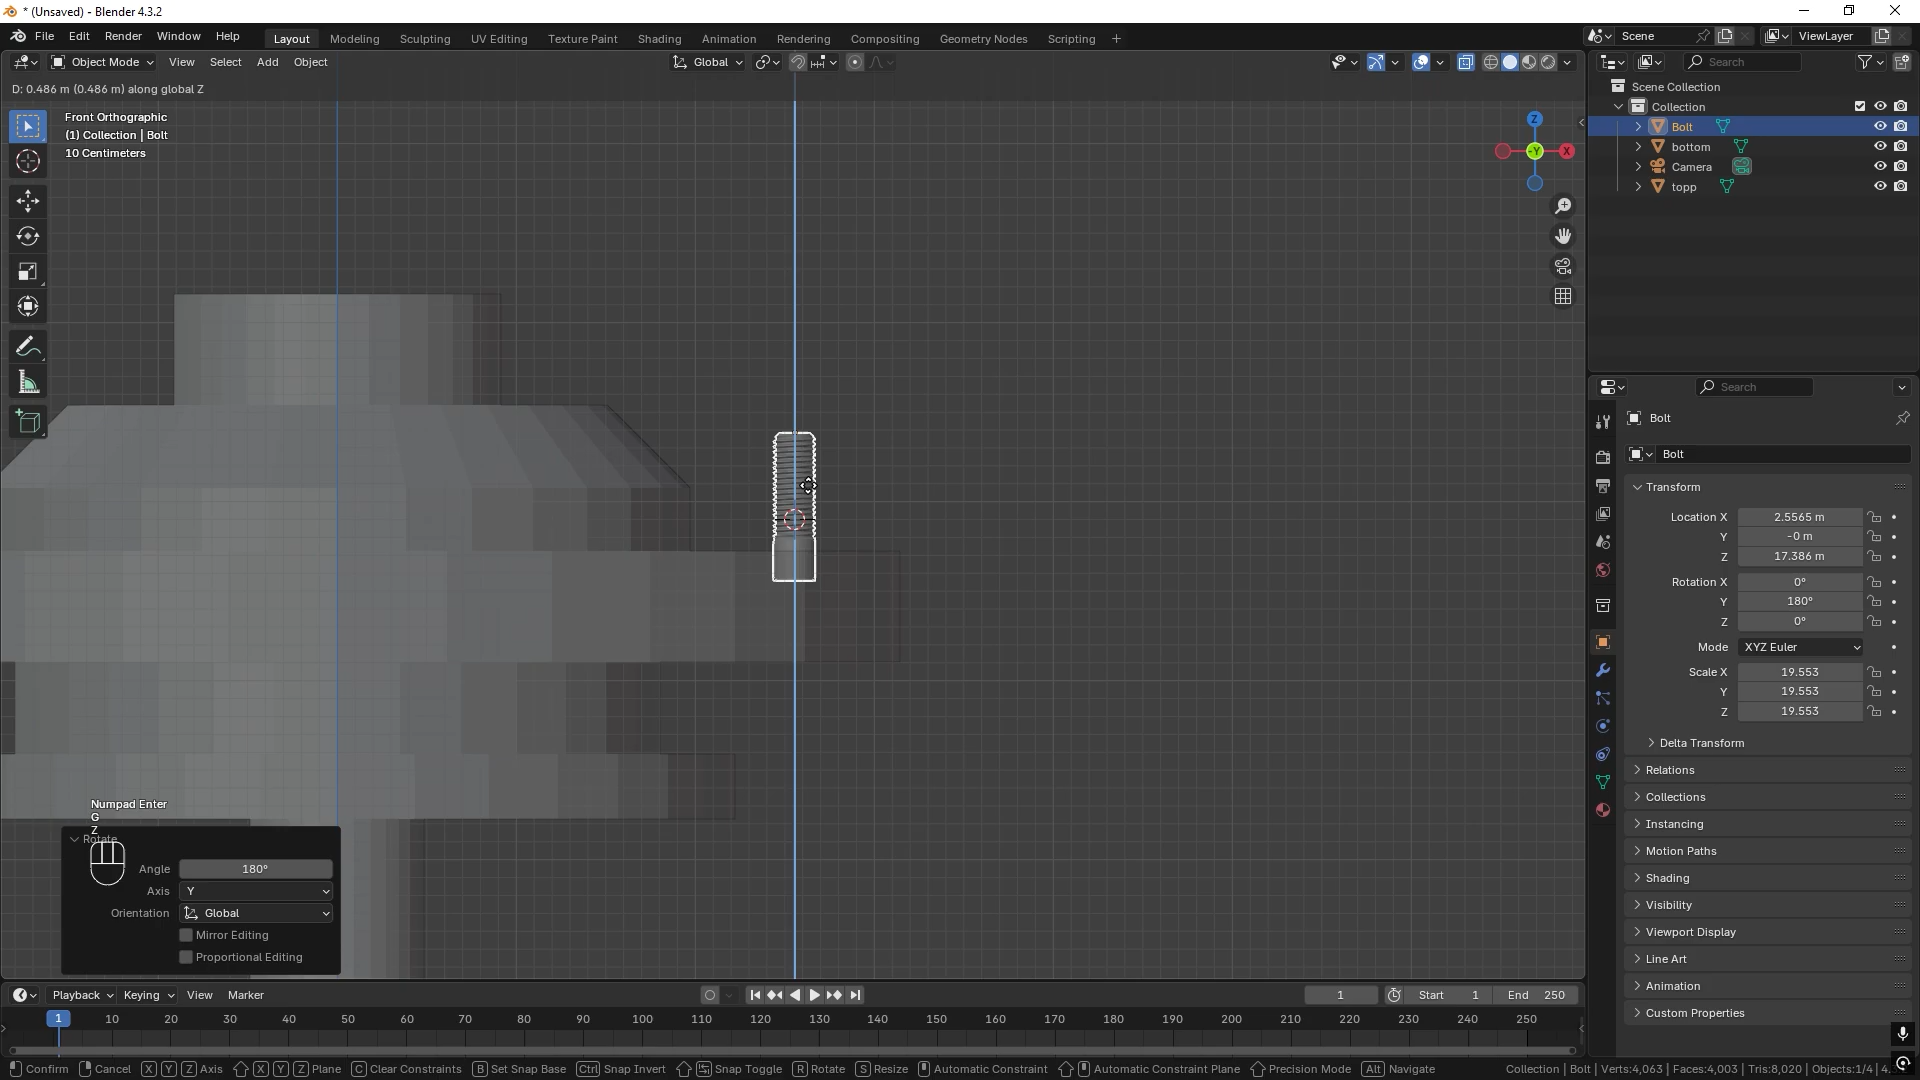 * (Unsaved) - Blender 4.3.2
File Edit Render Window Help
Layout Modeling Sculpting UV Editing Texture Paint Shading Animation Rendering Compositing Geometry Nodes Scripting +
Scene
ViewLayer
Object Mode View Select Add Object
Global
D: 0.486 m (0.486 m) along global Z
Front Orthographic
(1) Collection | Bolt
10 Centimeters
Z
-Y
X
Search
Scene Collection
Collection
Bolt
bottom
Camera
topp
Search
Bolt
Bolt
Transform
Location X 2.5565 m
Y -0 m
Z 17.386 m
Rotation X 0°
Y 180°
Z 0°
Mode XYZ Euler
Scale X 19.553
Y 19.553
Z 19.553
Delta Transform
Relations
Collections
Instancing
Motion Paths
Shading
Visibility
Viewport Display
Line Art
Animation
Custom Properties
Numpad Enter
G
Z
Rotate
Angle 180°
Axis Y
Orientation Global
Mirror Editing
Proportional Editing
Playback Keying View Marker
1
Start 1 End 250
1 10 20 30 40 50 60 70 80 90 100 110 120 130 140 150 160 170 180 190 200 210 220 230 240 250
Confirm Cancel X Y Z Axis X Y Z Plane C Clear Constraints B Set Snap Base Ctrl Snap Invert Snap Toggle R Rotate S Resize Automatic Constraint Automatic Constraint Plane Precision Mode Alt Navigate Collection | Bolt | Verts:4,063 | Faces:4,003 | Tris:8,020 | Objects:1/4 | 4.